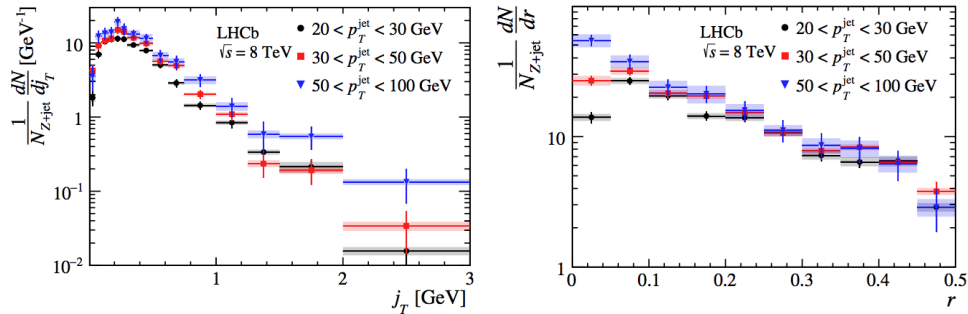 1/N_{Z+jet} dN/dj_T [GeV⁻¹]
LHCb
√s = 8 TeV
20 < p_T^jet < 30 GeV
30 < p_T^jet < 50 GeV
50 < p_T^jet < 100 GeV
10
1
10⁻¹
10⁻²
0 1 2 3
j_T [GeV]
1/N_{Z+jet} dN/dr
LHCb
√s = 8 TeV
20 < p_T^jet < 30 GeV
30 < p_T^jet < 50 GeV
50 < p_T^jet < 100 GeV
10
0 0.1 0.2 0.3 0.4 0.5
r